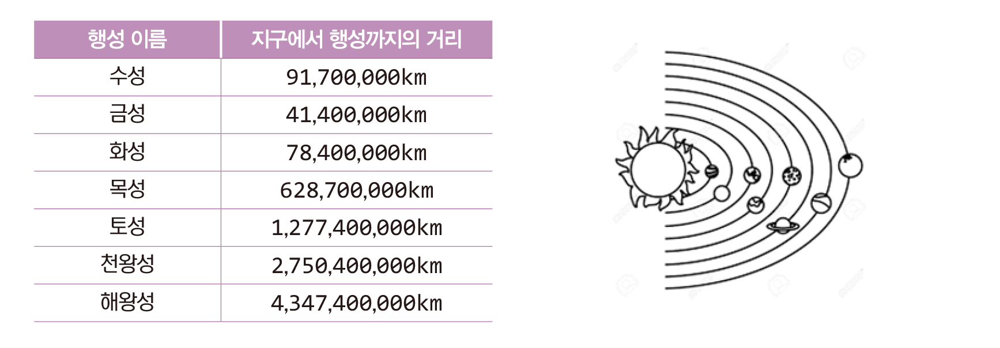 행성 이름 지구에서 행성까지의 거리
수성 91,700,000km
금성 41,400,000km
화성 78,400,000km
목성 628,700,000km
토성 1,277,400,000km
천왕성 2,750,400,000km
해왕성 4,347,400,000km